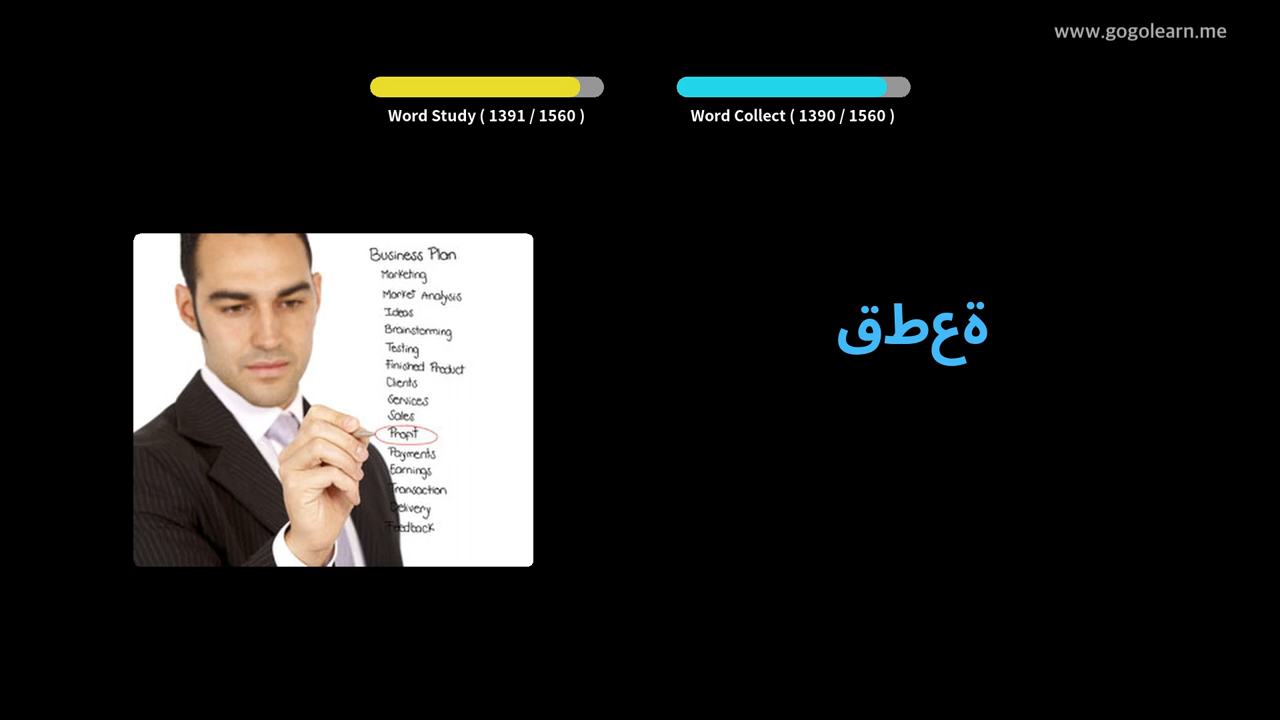 www.gogolearn.me
Word Study ( 1391 / 1560 )
Word Collect ( 1390 / 1560 )
Business Plan
Marketing
Market Analysis
Ideas
Brainstorming
Testing
Finished Product
Clients
Services
Sales
Profit
Payments
Earnings
Transaction
Delivery
Feedback
قطعة